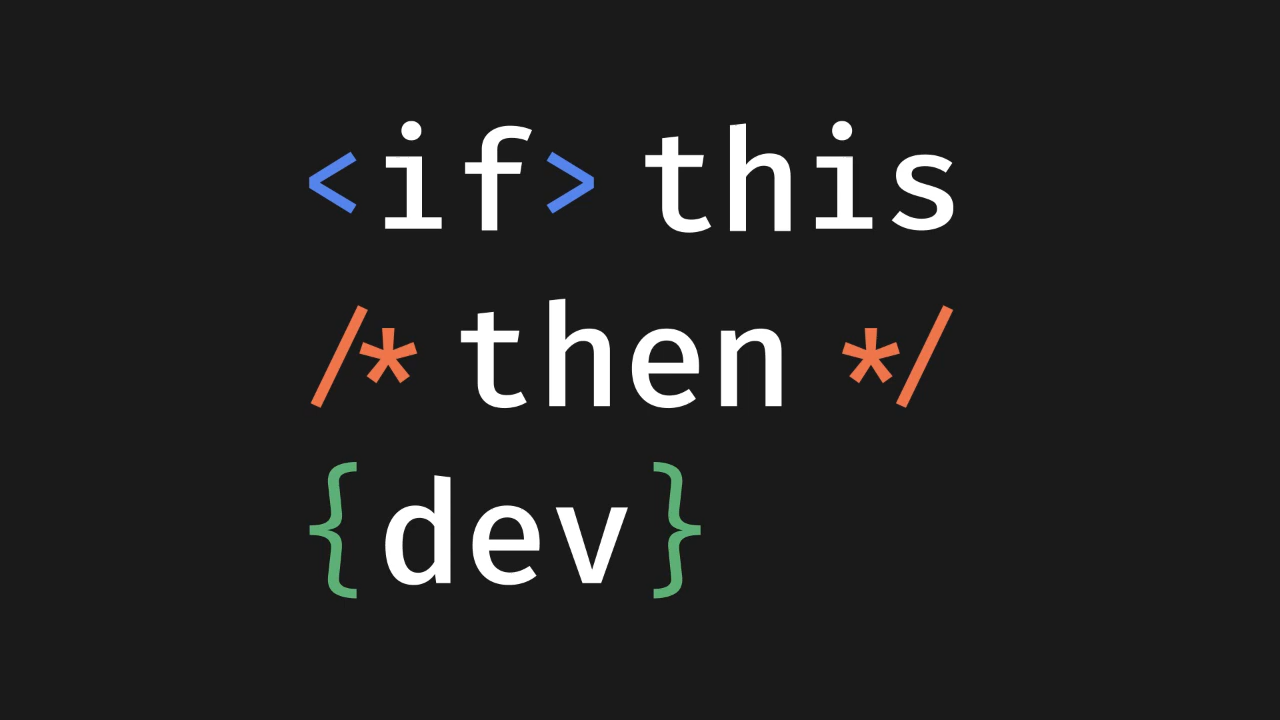 <if> this
/* then */
{dev}